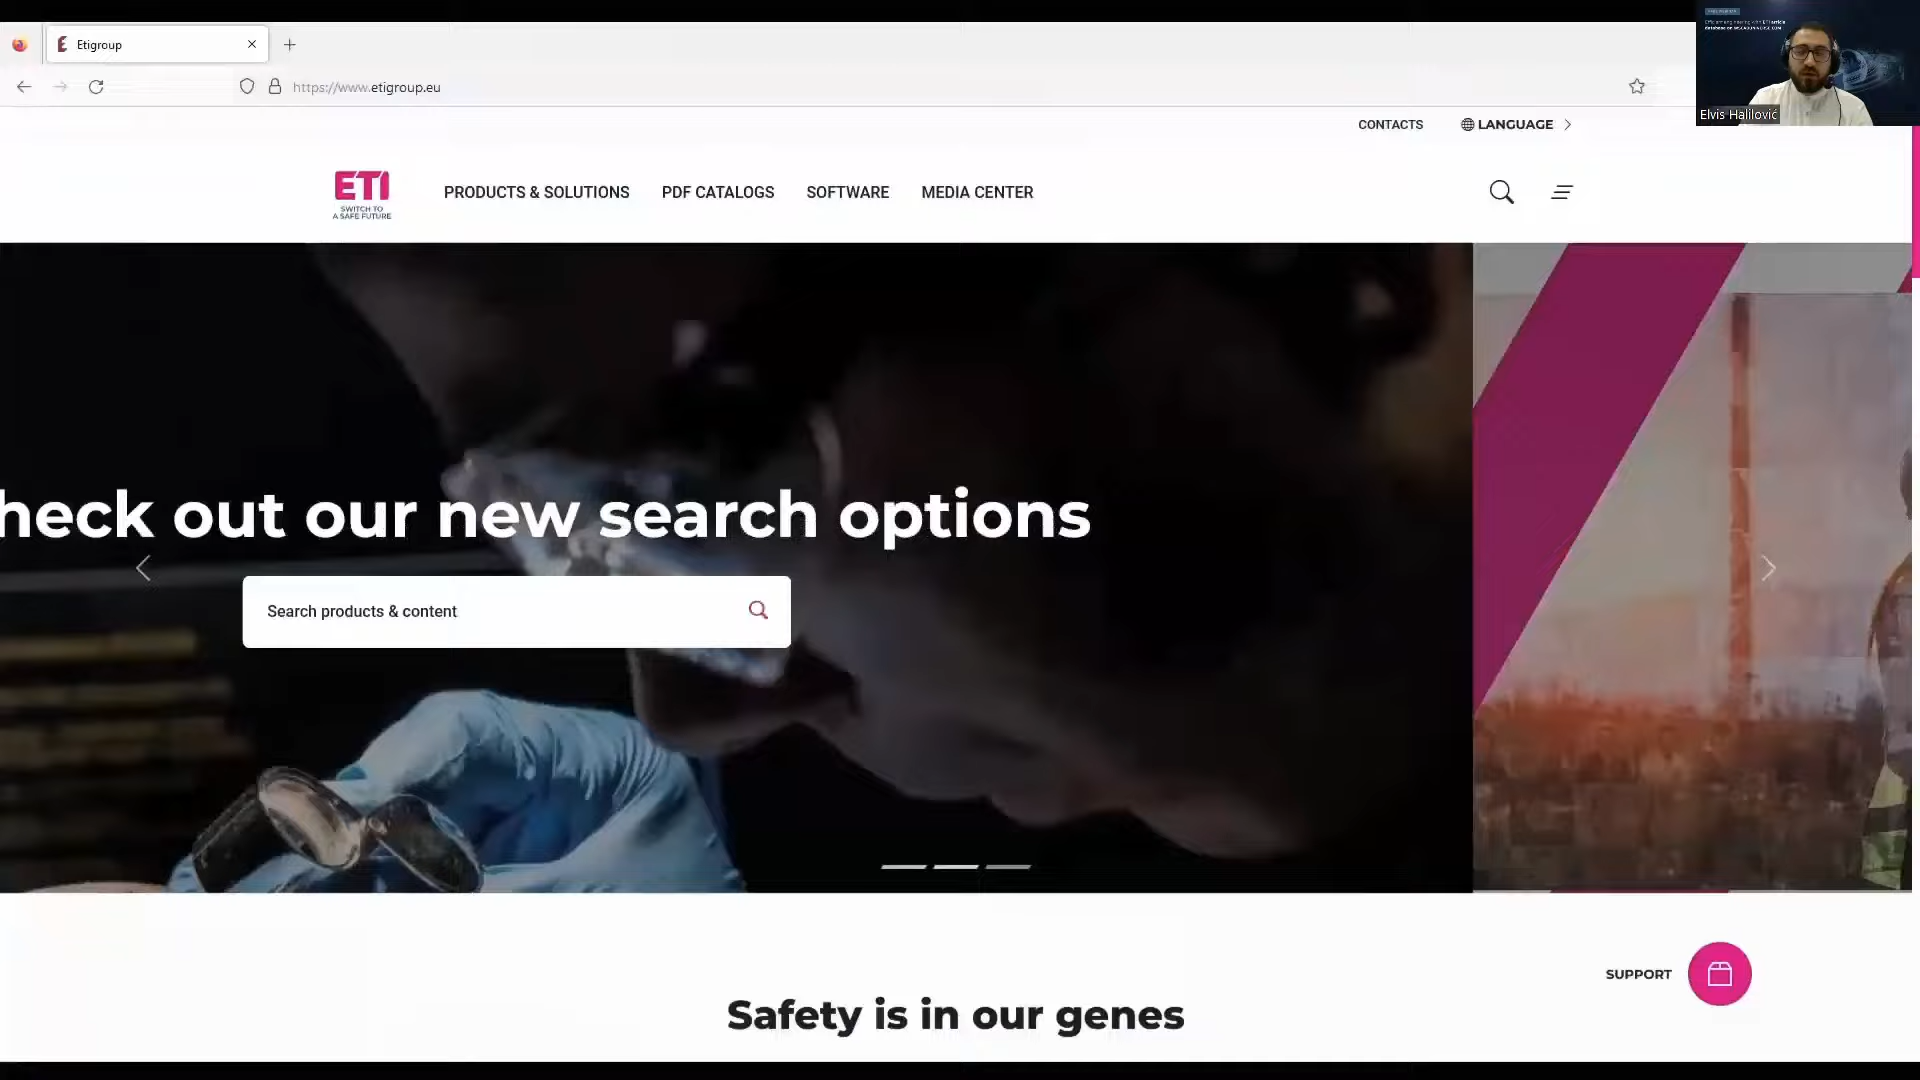 Etigroup
https://www.etigroup.eu
Elvis Halilović
CONTACTS
LANGUAGE
ETI
SWITCH TO
A SAFE FUTURE
PRODUCTS & SOLUTIONS
PDF CATALOGS
SOFTWARE
MEDIA CENTER
heck out our new search options
Search products & content
SUPPORT
Safety is in our genes